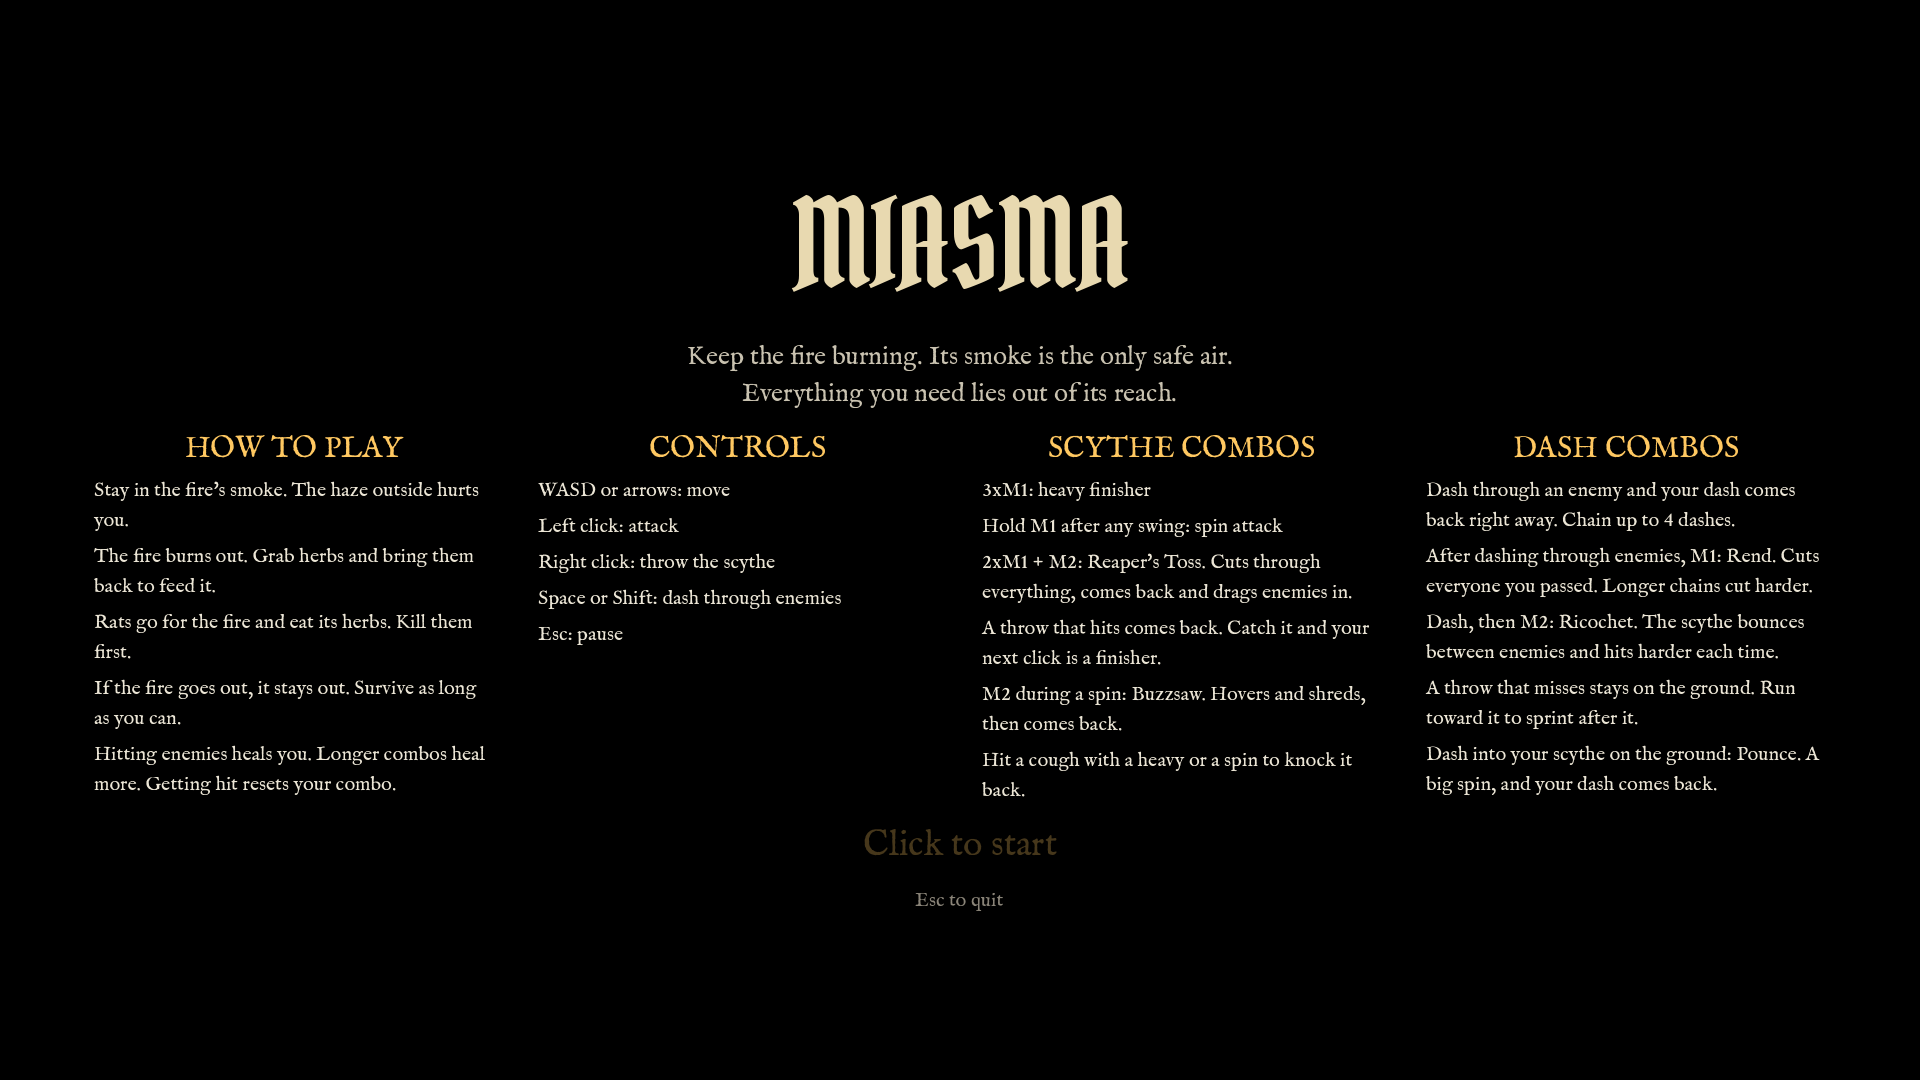 MIASMA
Keep the fire burning. Its smoke is the only safe air.
Everything you need lies out of its reach.
HOW TO PLAY
Stay in the fire’s smoke. The haze outside hurts
you.
The fire burns out. Grab herbs and bring them
back to feed it.
Rats go for the fire and eat its herbs. Kill them
first.
If the fire goes out, it stays out. Survive as long
as you can.
Hitting enemies heals you. Longer combos heal
more. Getting hit resets your combo.
CONTROLS
WASD or arrows: move
Left click: attack
Right click: throw the scythe
Space or Shift: dash through enemies
Esc: pause
SCYTHE COMBOS
3xM1: heavy finisher
Hold M1 after any swing: spin attack
2xM1 + M2: Reaper’s Toss. Cuts through
everything, comes back and drags enemies in.
A throw that hits comes back. Catch it and your
next click is a finisher.
M2 during a spin: Buzzsaw. Hovers and shreds,
then comes back.
Hit a cough with a heavy or a spin to knock it
back.
DASH COMBOS
Dash through an enemy and your dash comes
back right away. Chain up to 4 dashes.
After dashing through enemies, M1: Rend. Cuts
everyone you passed. Longer chains cut harder.
Dash, then M2: Ricochet. The scythe bounces
between enemies and hits harder each time.
A throw that misses stays on the ground. Run
toward it to sprint after it.
Dash into your scythe on the ground: Pounce. A
big spin, and your dash comes back.
Click to start
Esc to quit